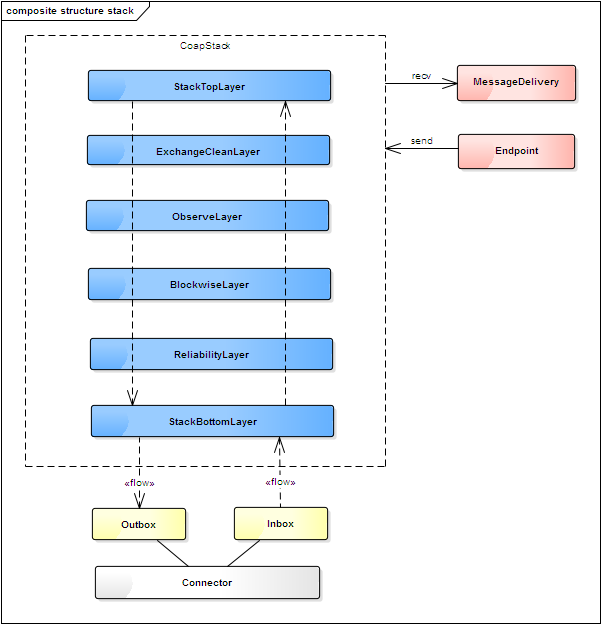 composite structure stack
CoapStack
StackTopLayer
recv
MessageDelivery
ExchangeCleanLayer
send
Endpoint
ObserveLayer
BlockwiseLayer
ReliabilityLayer
StackBottomLayer
«flow»
«flow»
Outbox
Inbox
Connector